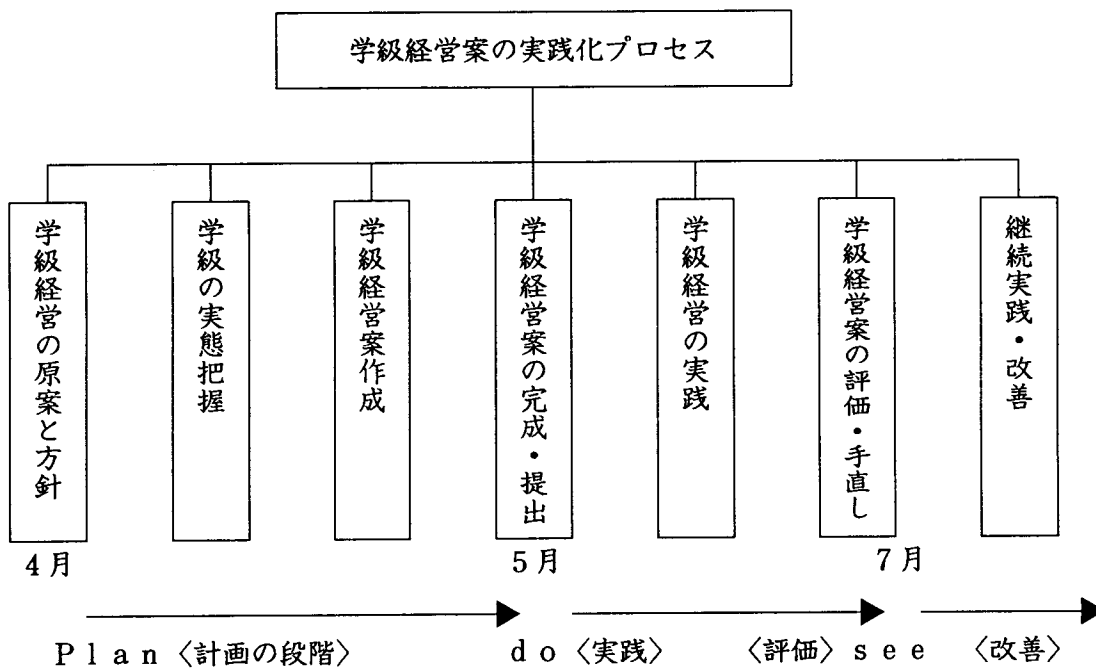 学級経営案の実践化プロセス
学級経営の原案と方針
学級の実態把握
学級経営案作成
学級経営案の完成・提出
学級経営の実践
学級経営案の評価・手直し
継続実践・改善
4月
5月
7月
Plan〈計画の段階〉
do〈実践〉
〈評価〉see
〈改善〉